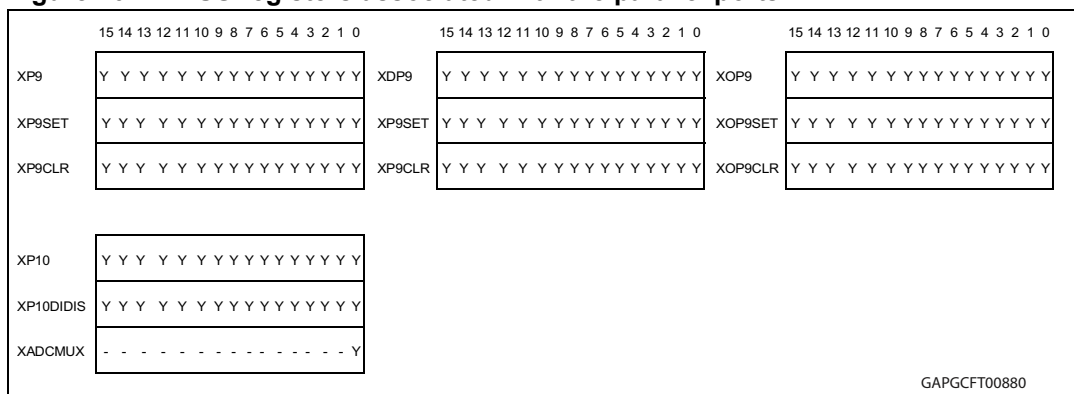 15 14 13 12 11 10 9 8 7 6 5 4 3 2 1 0 15 14 13 12 11 10 9 8 7 6 5 4 3 2 1 0 15 14 13 12 11 10 9 8 7 6 5 4 3 2 1 0
XP9 Y Y Y Y Y Y Y Y Y Y Y Y Y Y Y Y XDP9 Y Y Y Y Y Y Y Y Y Y Y Y Y Y Y Y XOP9 Y Y Y Y Y Y Y Y Y Y Y Y Y Y Y Y
XP9SET Y Y Y Y Y Y Y Y Y Y Y Y Y Y Y Y XP9SET Y Y Y Y Y Y Y Y Y Y Y Y Y Y Y Y XOP9SET Y Y Y Y Y Y Y Y Y Y Y Y Y Y Y Y
XP9CLR Y Y Y Y Y Y Y Y Y Y Y Y Y Y Y Y XP9CLR Y Y Y Y Y Y Y Y Y Y Y Y Y Y Y Y XOP9CLR Y Y Y Y Y Y Y Y Y Y Y Y Y Y Y Y
XP10 Y Y Y Y Y Y Y Y Y Y Y Y Y Y Y Y
XP10DIDIS Y Y Y Y Y Y Y Y Y Y Y Y Y Y Y Y
XADCMUX - - - - - - - - - - - - - - - Y
GAPGCFT00880